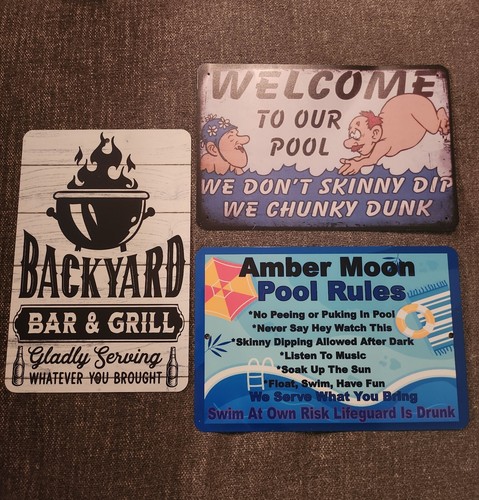 WELCOME
TO OUR
POOL
WE DON'T SKINNY DIP
WE CHUNKY DUNK
BACKYARD
BAR & GRILL
Gladly Serving
WHATEVER YOU BROUGHT
Amber Moon
Pool Rules
*No Peeing or Puking In Pool
*Never Say Hey Watch This
*Skinny Dipping Allowed After Dark
*Listen To Music
*Soak Up The Sun
*Float, Swim, Have Fun
We Serve What You Bring
Swim At Own Risk Lifeguard Is Drunk